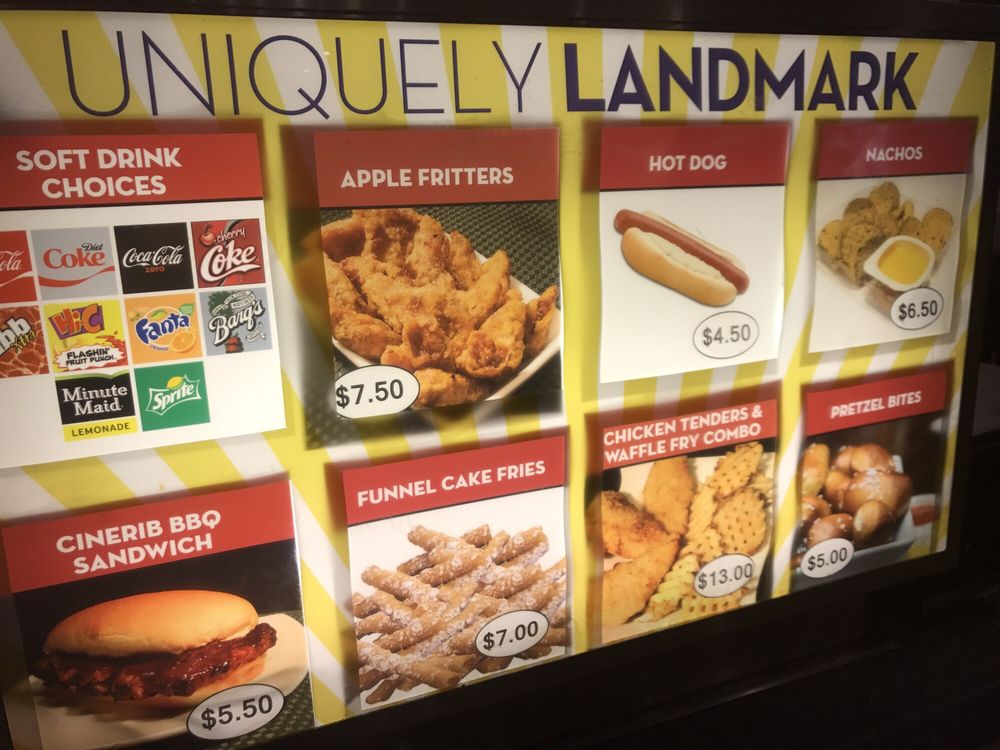 UNIQUELY LANDMARK
SOFT DRINK
CHOICES
Diet
Coke
Coca-Cola
zero
cherry
Coke
Hi-C
FLASHIN'
FRUIT PUNCH
Fanta
ORANGE
Barq's
Minute
Maid
LEMONADE
Sprite
APPLE FRITTERS
$7.50
HOT DOG
$4.50
NACHOS
$6.50
CINERIB BBQ
SANDWICH
$5.50
FUNNEL CAKE FRIES
$7.00
CHICKEN TENDERS &
WAFFLE FRY COMBO
$13.00
PRETZEL BITES
$5.00